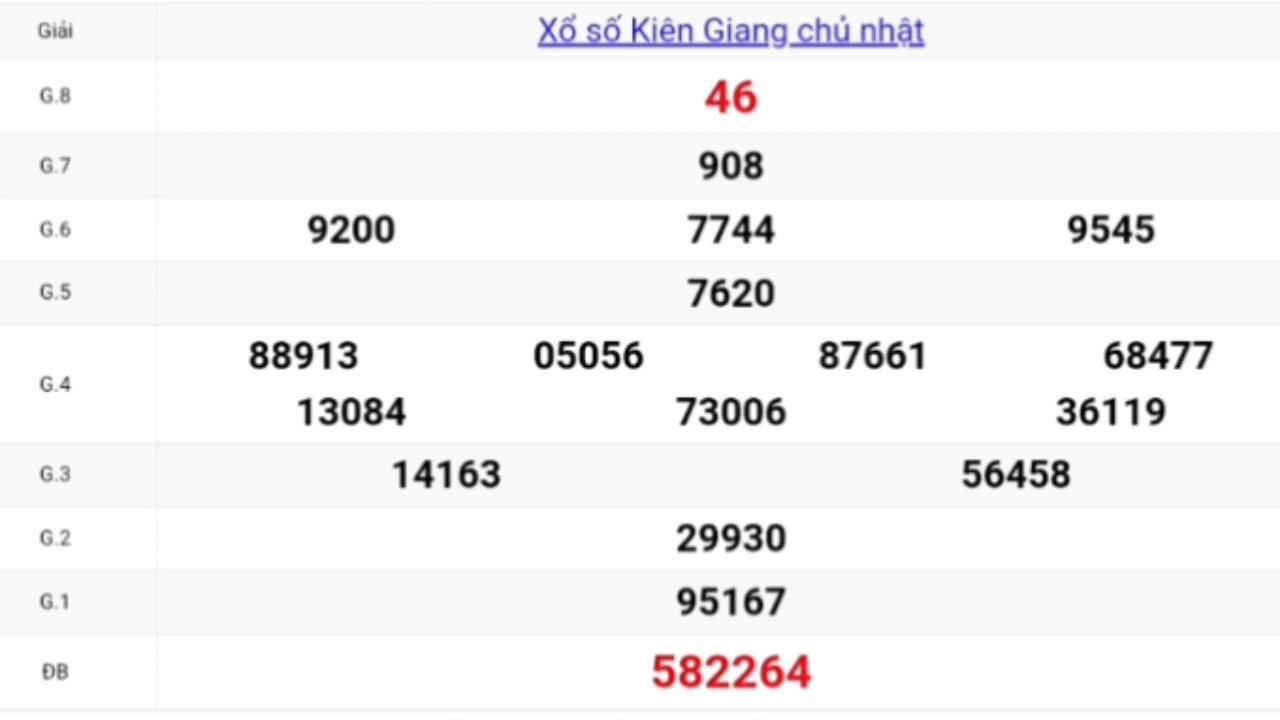 Giải Xổ số Kiên Giang chủ nhật
G.8 46
G.7 908
G.6 9200 7744 9545
G.5 7620
88913 05056 87661 68477
G.4
13084 73006 36119
G.3 14163 56458
G.2 29930
G.1 95167
ĐB 582264